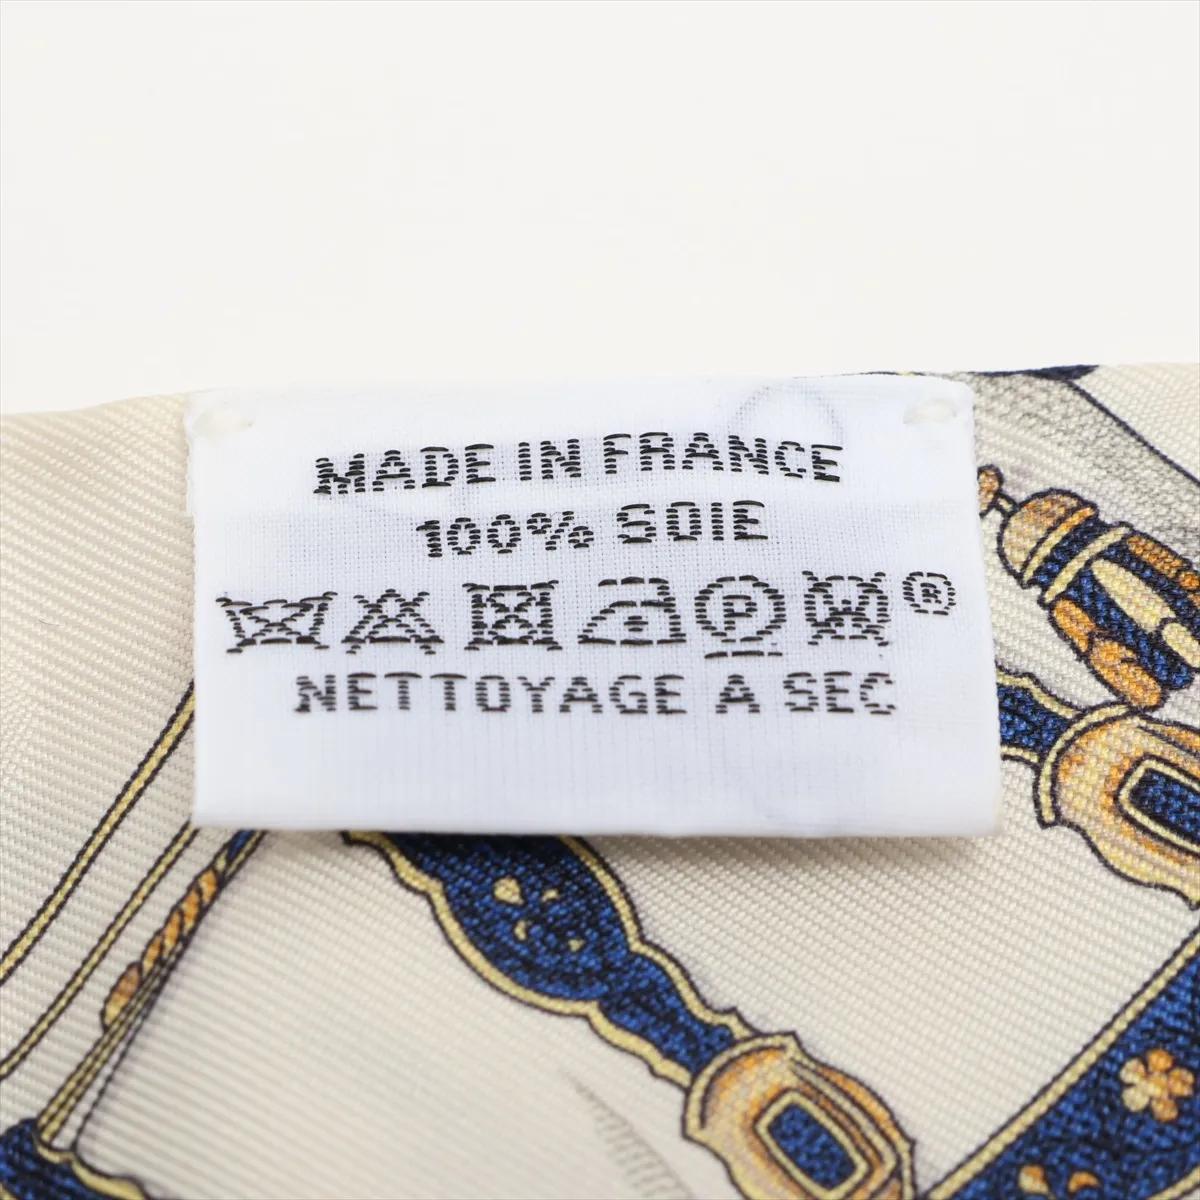 MADE IN FRANCE
100% SOIE
P W ®
NETTOYAGE A SEC